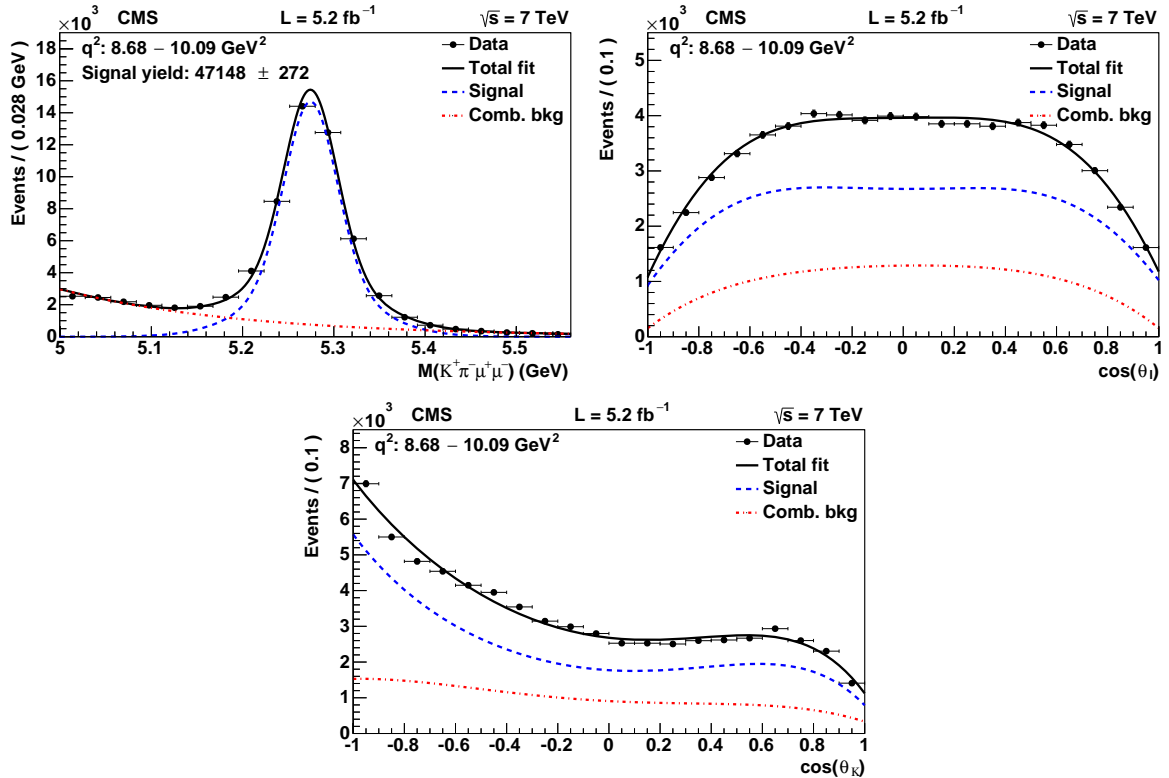 ×10³ CMS L = 5.2 fb⁻¹ √s = 7 TeV
q²: 8.68 − 10.09 GeV²
Signal yield: 47148 ± 272
Data
Total fit
Signal
Comb. bkg
Events / ( 0.028 GeV )
18
16
14
12
10
8
6
4
2
0
5 5.1 5.2 5.3 5.4 5.5
M(K⁺π⁻μ⁺μ⁻) (GeV)
×10³ CMS L = 5.2 fb⁻¹ √s = 7 TeV
q²: 8.68 − 10.09 GeV²
Data
Total fit
Signal
Comb. bkg
Events / ( 0.1 )
5
4
3
2
1
0
-1 -0.8 -0.6 -0.4 -0.2 0 0.2 0.4 0.6 0.8 1
cos(θₗ)
×10³ CMS L = 5.2 fb⁻¹ √s = 7 TeV
q²: 8.68 − 10.09 GeV²
Data
Total fit
Signal
Comb. bkg
Events / ( 0.1 )
8
7
6
5
4
3
2
1
0
-1 -0.8 -0.6 -0.4 -0.2 0 0.2 0.4 0.6 0.8 1
cos(θ_K)